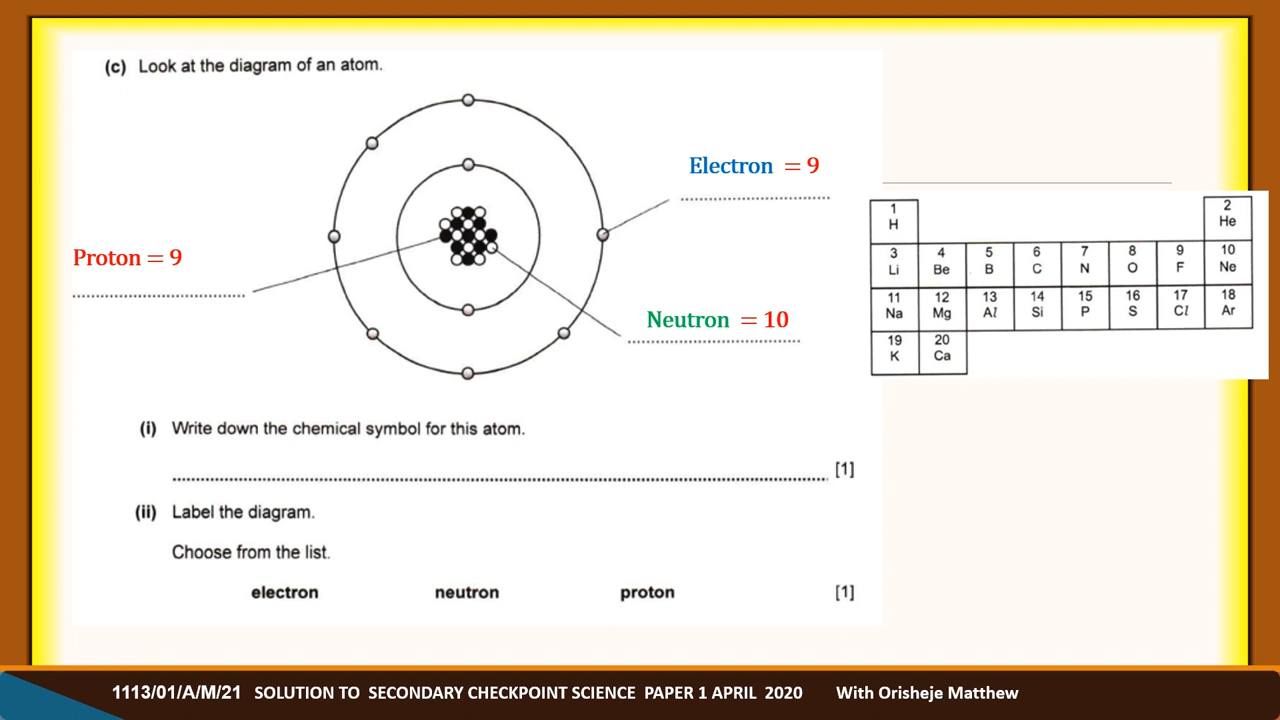 (c) Look at the diagram of an atom.
Electron = 9
Proton = 9
Neutron = 10
1 2
H He
3 4 5 6 7 8 9 10
Li Be B C N O F Ne
11 12 13 14 15 16 17 18
Na Mg Al Si P S Cl Ar
19 20
K Ca
(i) Write down the chemical symbol for this atom.
[1]
(ii) Label the diagram.
Choose from the list.
electron neutron proton [1]
1113/01/A/M/21 SOLUTION TO SECONDARY CHECKPOINT SCIENCE PAPER 1 APRIL 2020 With Orisheje Matthew